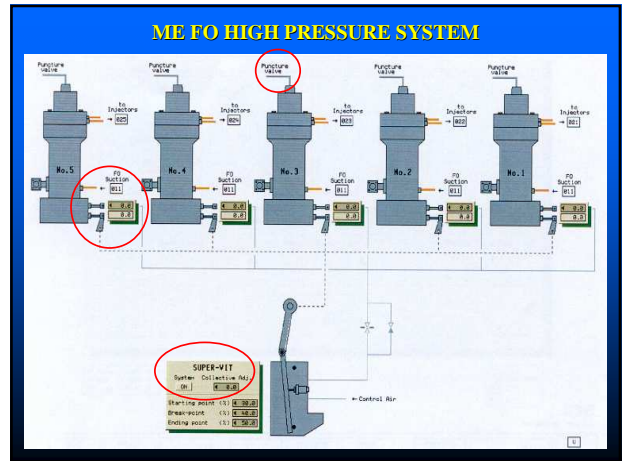 ME FO HIGH PRESSURE SYSTEM
Puncture
valve
Puncture
valve
Puncture
valve
Puncture
valve
Puncture
valve
to
Injectors
→ 025
to
Injectors
→ 024
to
Injectors
→ 023
to
Injectors
→ 022
to
Injectors
→ 021
No.5
No.4
No.3
No.2
No.1
FO
Suction
← 011
FO
Suction
← 011
FO
Suction
← 011
FO
Suction
← 011
FO
Suction
← 011
0.0
0.0
0.0
0.0
0.0
0.0
0.0
0.0
0.0
0.0
SUPER-VIT
System Collective Adj.
ON 0.0
Starting point (%) 30.0
Break-point (%) 40.0
Ending point (%) 50.0
← Control Air